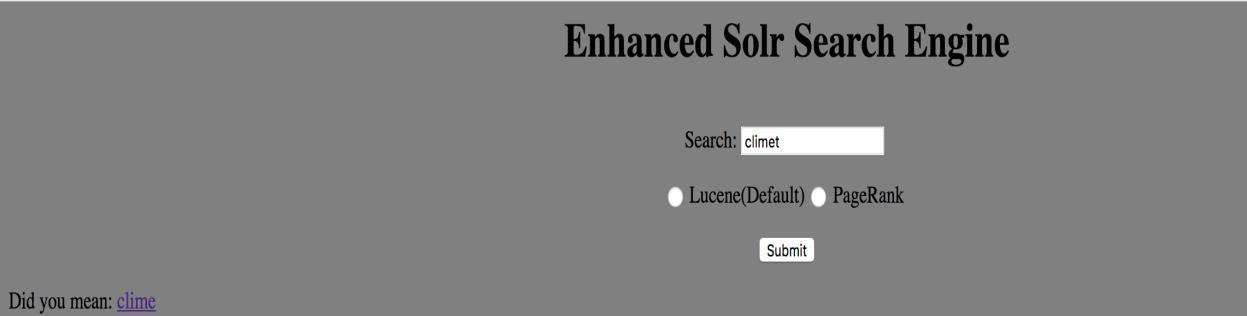 Enhanced Solr Search Engine
Search: climet
Lucene(Default) PageRank
Submit
Did you mean: clime